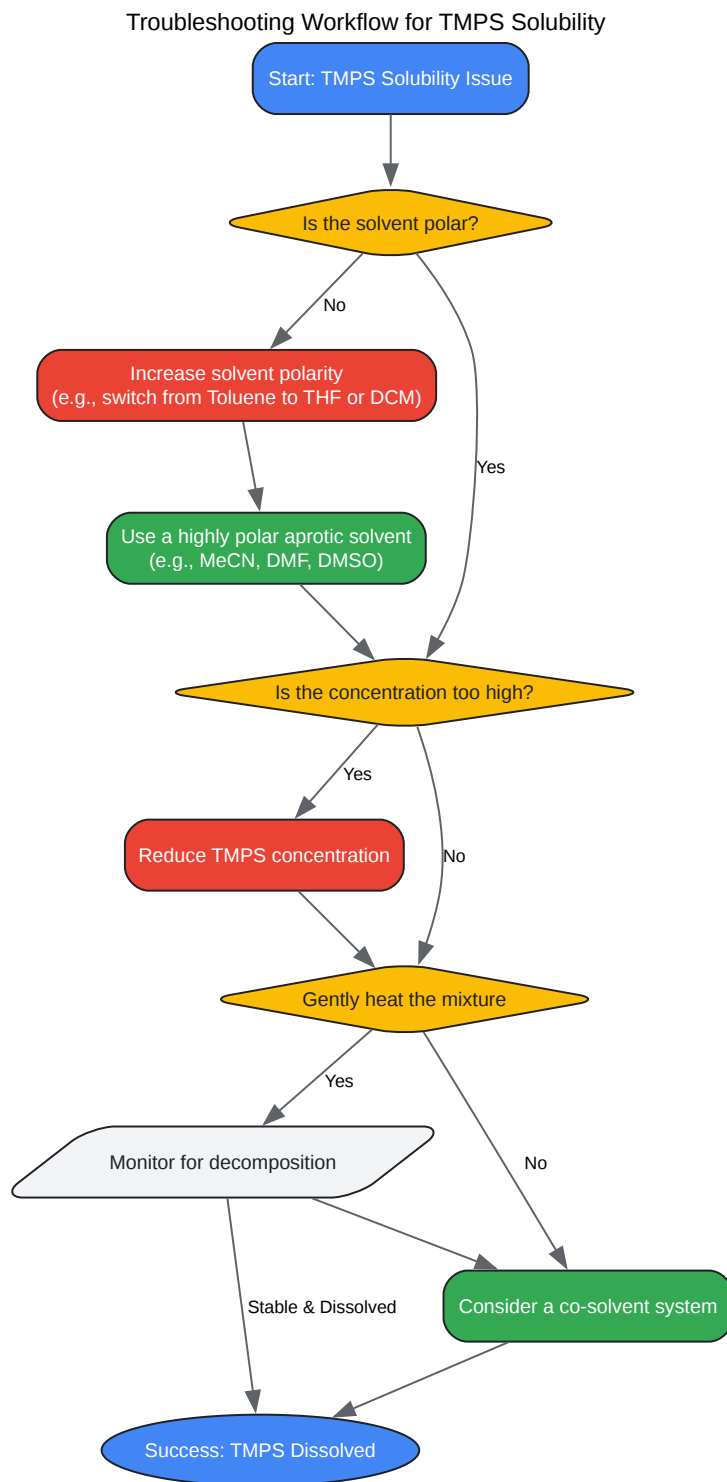 Troubleshooting Workflow for TMPS Solubility
Start: TMPS Solubility Issue
Is the solvent polar?
No
Increase solvent polarity
(e.g., switch from Toluene to THF or DCM)
Yes
Use a highly polar aprotic solvent
(e.g., MeCN, DMF, DMSO)
Is the concentration too high?
Yes
Reduce TMPS concentration
No
Gently heat the mixture
Yes
Monitor for decomposition
No
Stable & Dissolved
Consider a co-solvent system
Success: TMPS Dissolved